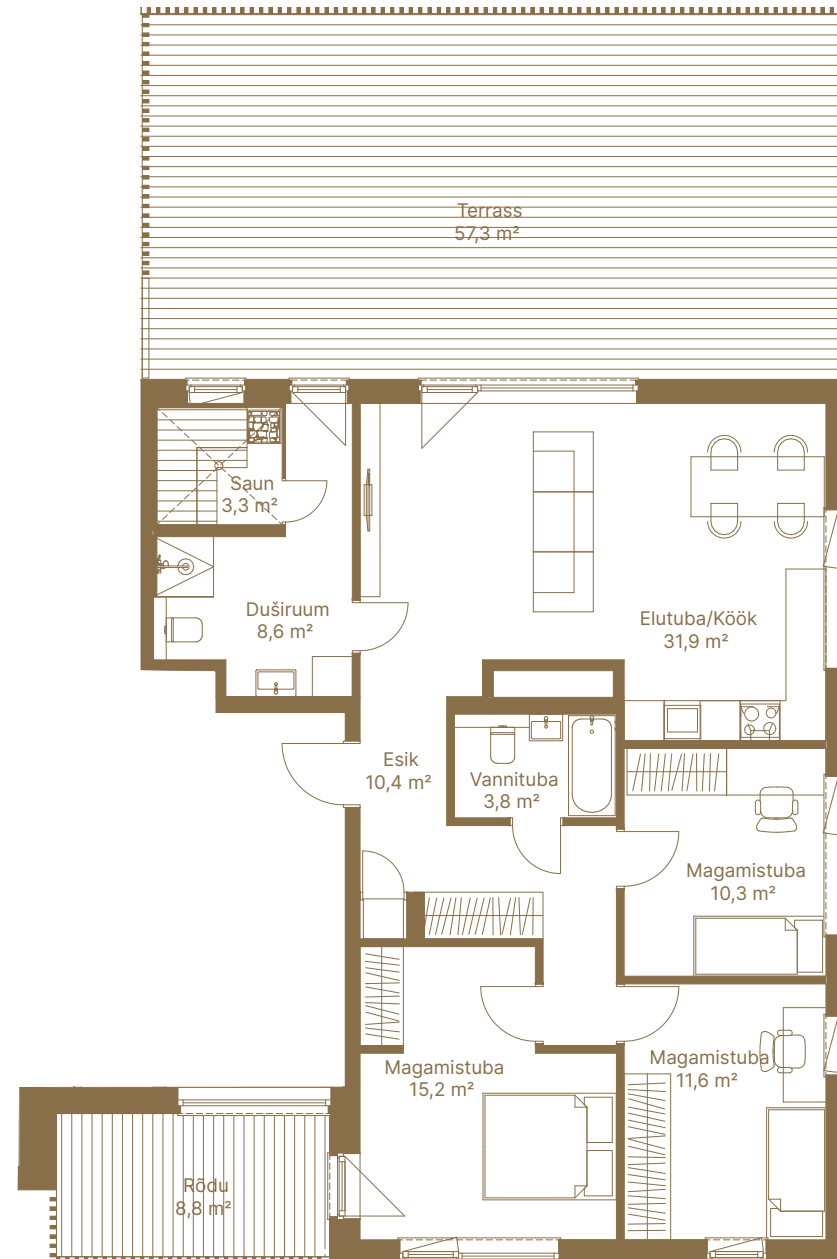 Terrass
57,3 m²
Saun
3,3 m²
Duširuum
8,6 m²
Elutuba/Köök
31,9 m²
Esik
10,4 m²
Vannituba
3,8 m²
Magamistuba
10,3 m²
Magamistuba
15,2 m²
Magamistuba
11,6 m²
Rõdu
8,8 m²